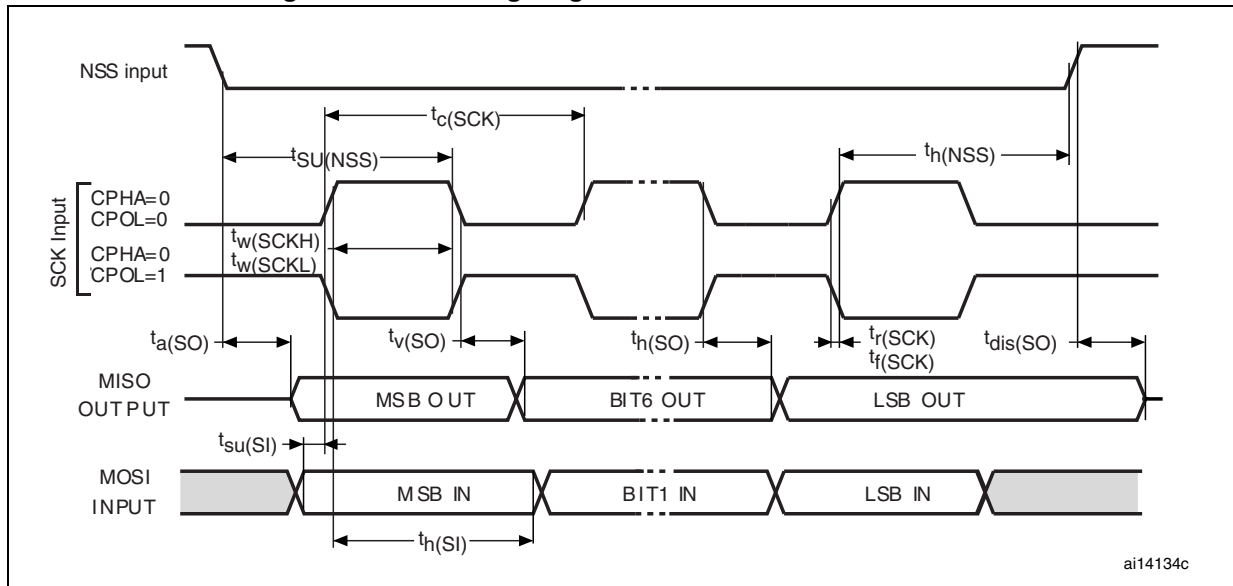 NSS input
tc(SCK)
tSU(NSS)
th(NSS)
SCK Input
CPHA=0
CPOL=0
tw(SCKH)
CPHA=0
tw(SCKL)
CPOL=1
ta(SO)
tv(SO)
th(SO)
tr(SCK)
tf(SCK)
tdis(SO)
MISO
OUTPUT
MSB OUT
BIT6 OUT
LSB OUT
tsu(SI)
MOSI
INPUT
MSB IN
BIT1 IN
LSB IN
th(SI)
ai14134c